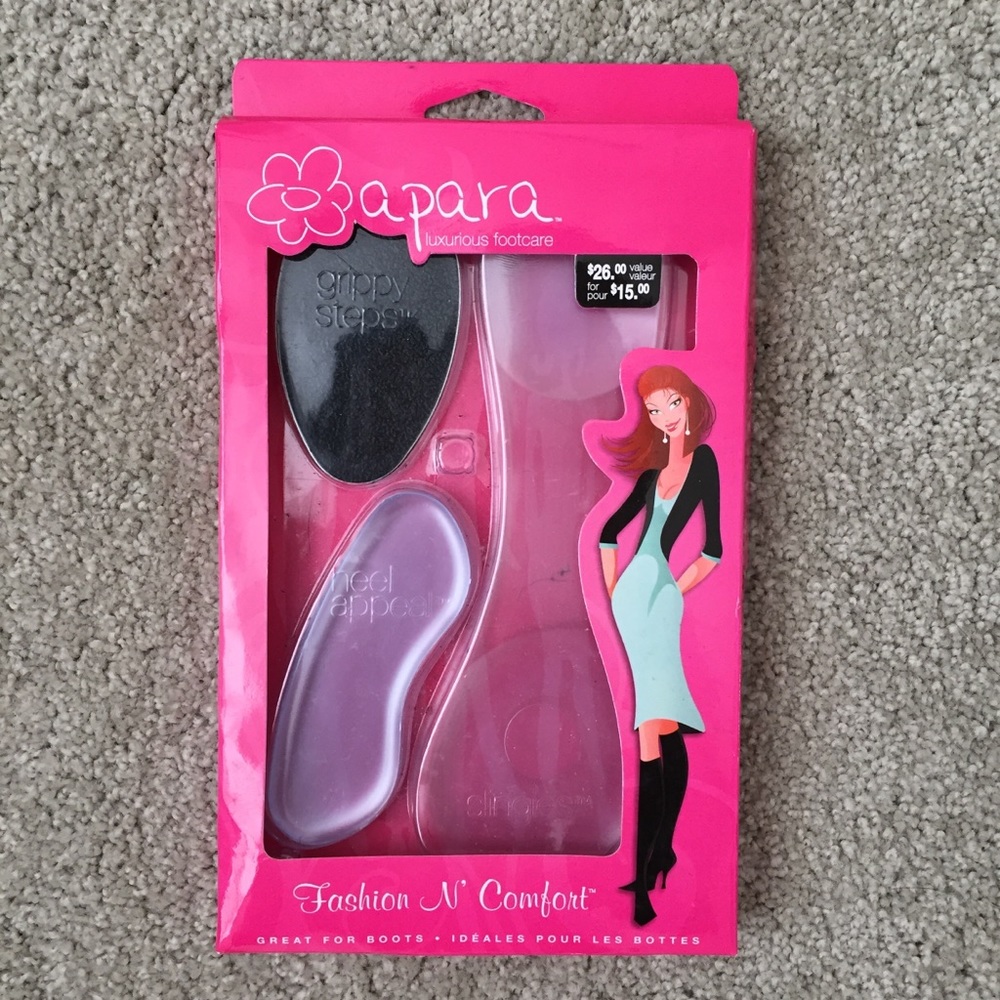 apara™
luxurious footcare
grippy
steps™
$26.00 value
valeur
for
pour $15.00
heel
appeal™
Fashion N' Comfort™
GREAT FOR BOOTS • IDÉALES POUR LES BOTTES